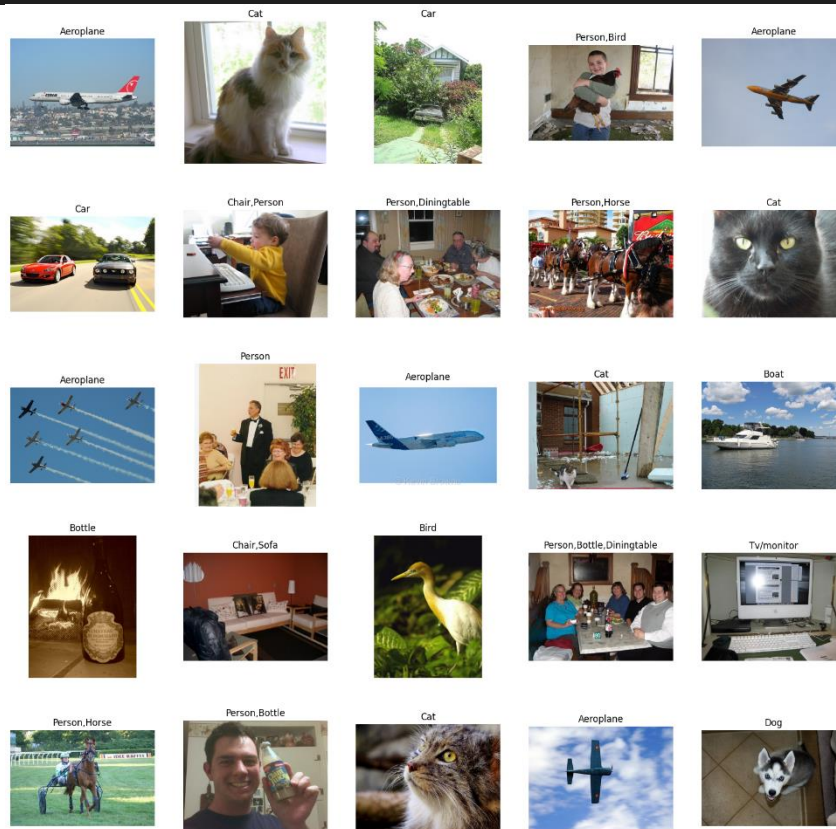 Aeroplane
Cat
Car
Person,Bird
Aeroplane
Car
Chair,Person
Person,Diningtable
Person,Horse
Cat
Aeroplane
Person
EXIT
Aeroplane
Cat
Boat
Bottle
Chair,Sofa
Bird
Person,Bottle,Diningtable
Tv/monitor
Person,Horse
Person,Bottle
Cat
Aeroplane
Dog